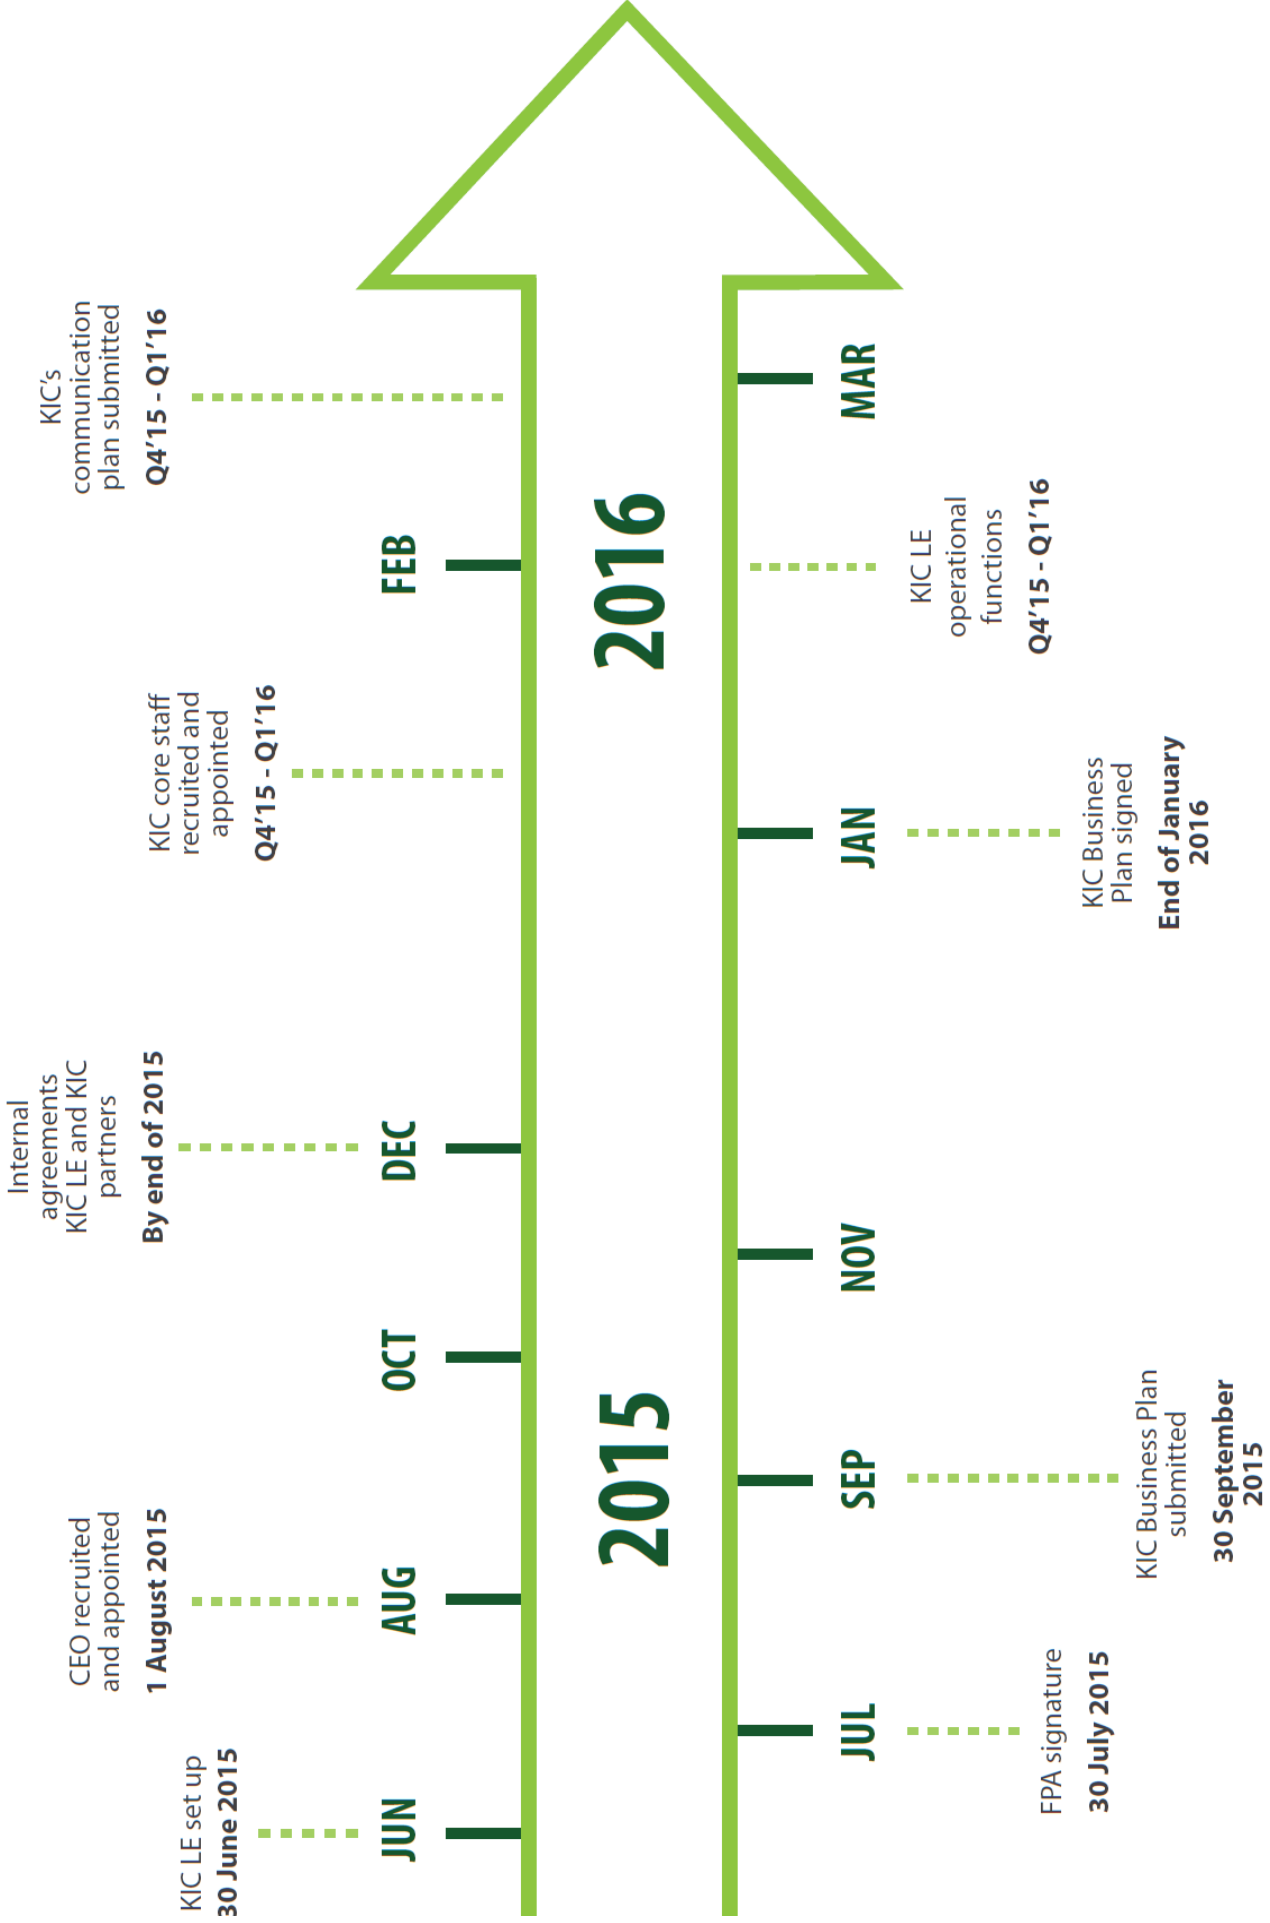 KIC LE set up
30 June 2015
CEO recruited
and appointed
1 August 2015
Internal
agreements
KIC LE and KIC
partners
By end of 2015
KIC core staff
recruited and
appointed
Q4'15 - Q1'16
KIC's
communication
plan submitted
Q4'15 - Q1'16
JUN
AUG
OCT
DEC
FEB
2015
2016
JUL
SEP
NOV
JAN
MAR
FPA signature
30 July 2015
KIC Business Plan
submitted
30 September
2015
KIC Business
Plan signed
End of January
2016
KIC LE
operational
functions
Q4'15 - Q1'16